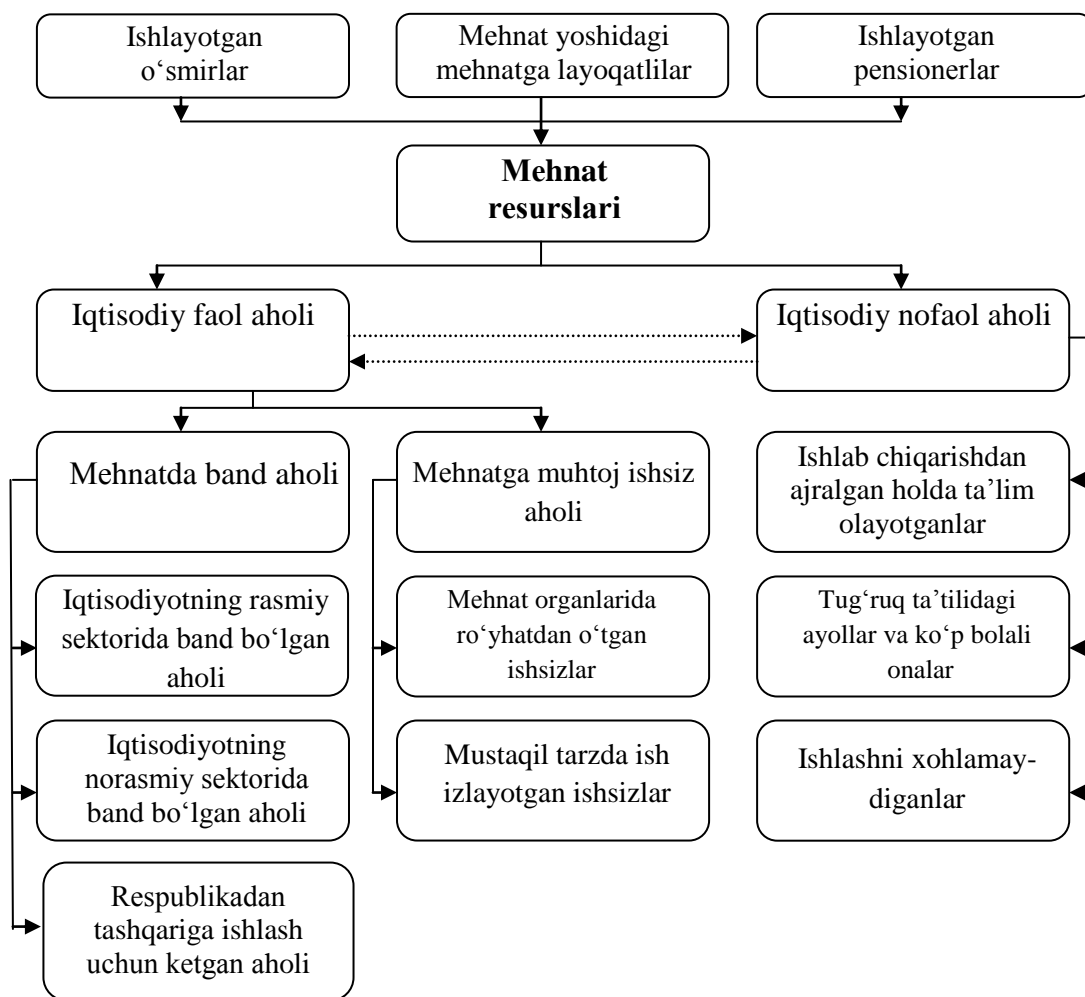 Ishlayotgan
o‘smirlar
Mehnat yoshidagi
mehnatga layoqatlilar
Ishlayotgan
pensionerlar
Mehnat
resurslari
Iqtisodiy faol aholi
Iqtisodiy nofaol aholi
Mehnatda band aholi
Mehnatga muhtoj ishsiz
aholi
Ishlab chiqarishdan
ajralgan holda ta’lim
olayotganlar
Iqtisodiyotning rasmiy
sektorida band bo‘lgan
aholi
Mehnat organlarida
ro‘yhatdan o‘tgan
ishsizlar
Tug‘ruq ta’tilidagi
ayollar va ko‘p bolali
onalar
Iqtisodiyotning
norasmiy sektorida
band bo‘lgan aholi
Mustaqil tarzda ish
izlayotgan ishsizlar
Ishlashni xohlamay-
diganlar
Respublikadan
tashqariga ishlash
uchun ketgan aholi